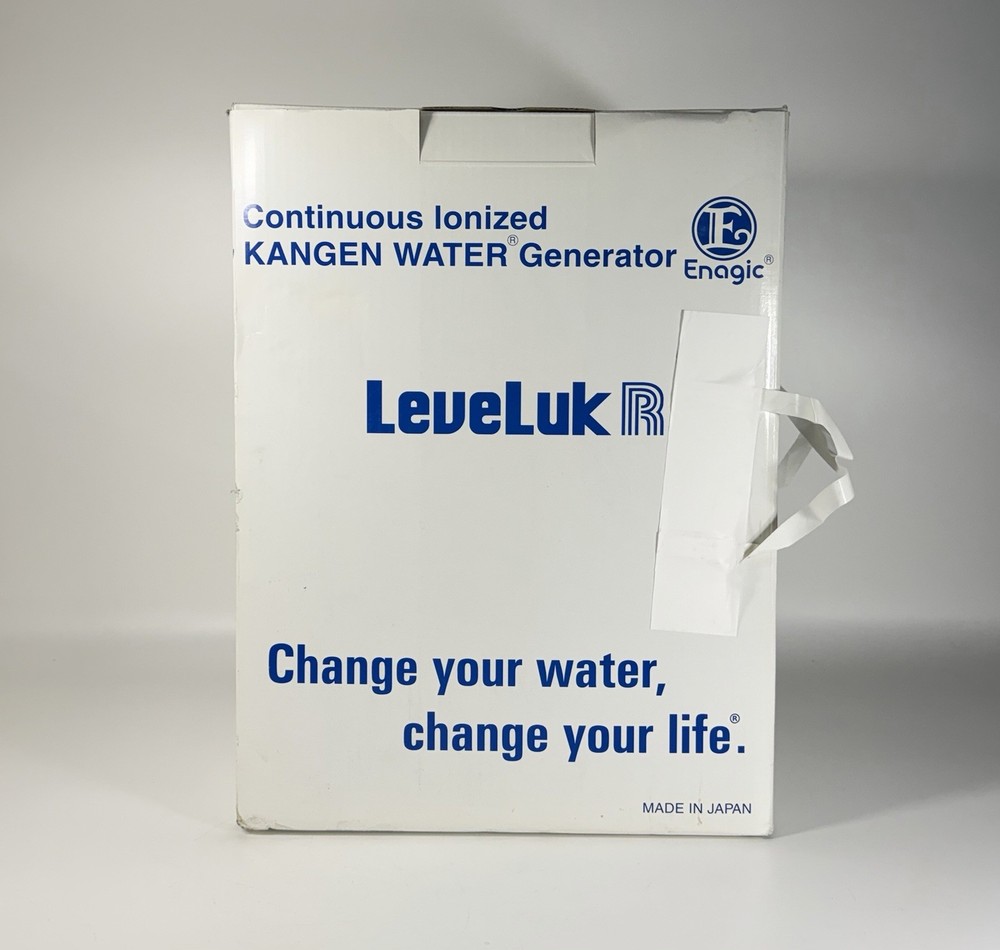 Continuous Ionized
KANGEN WATER® Generator
E
Enagic®
LeveLuk R
Change your water,
change your life®.
MADE IN JAPAN